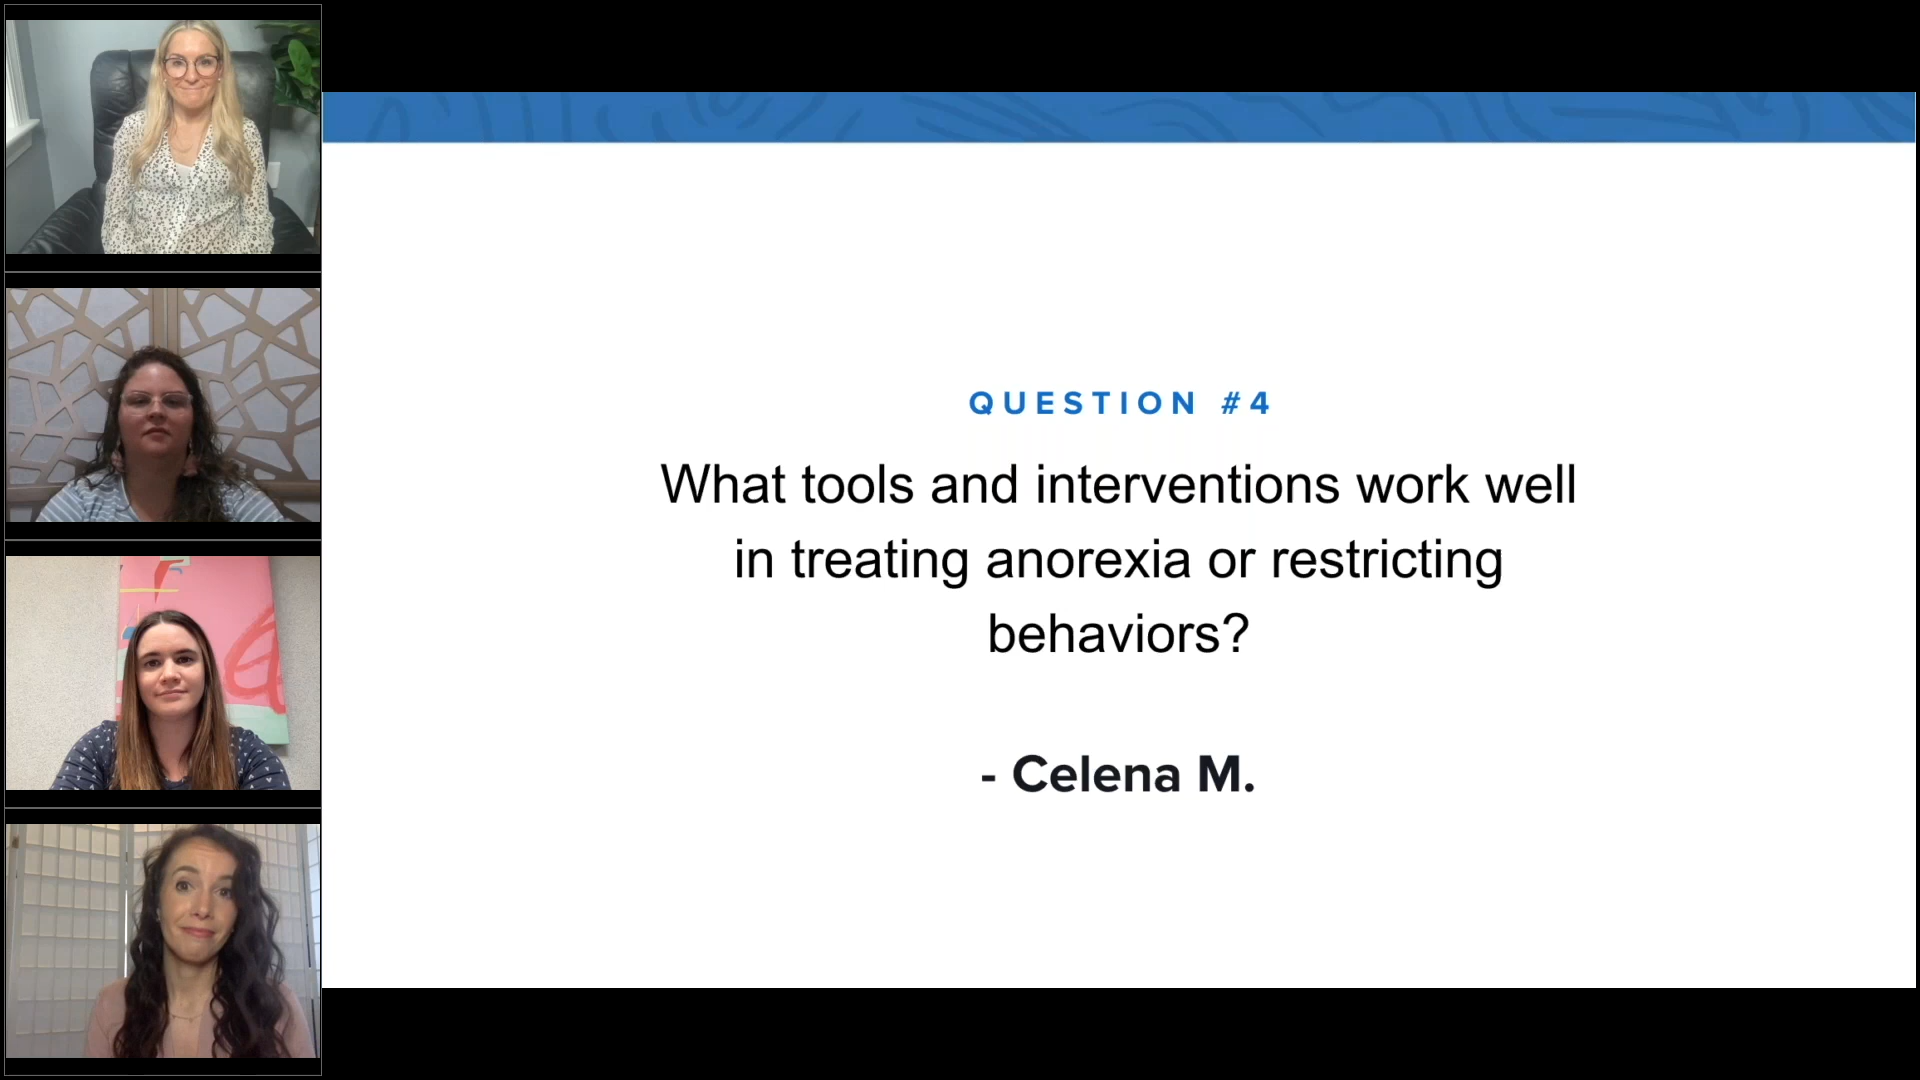 QUESTION #4
What tools and interventions work well
in treating anorexia or restricting
behaviors?
- Celena M.